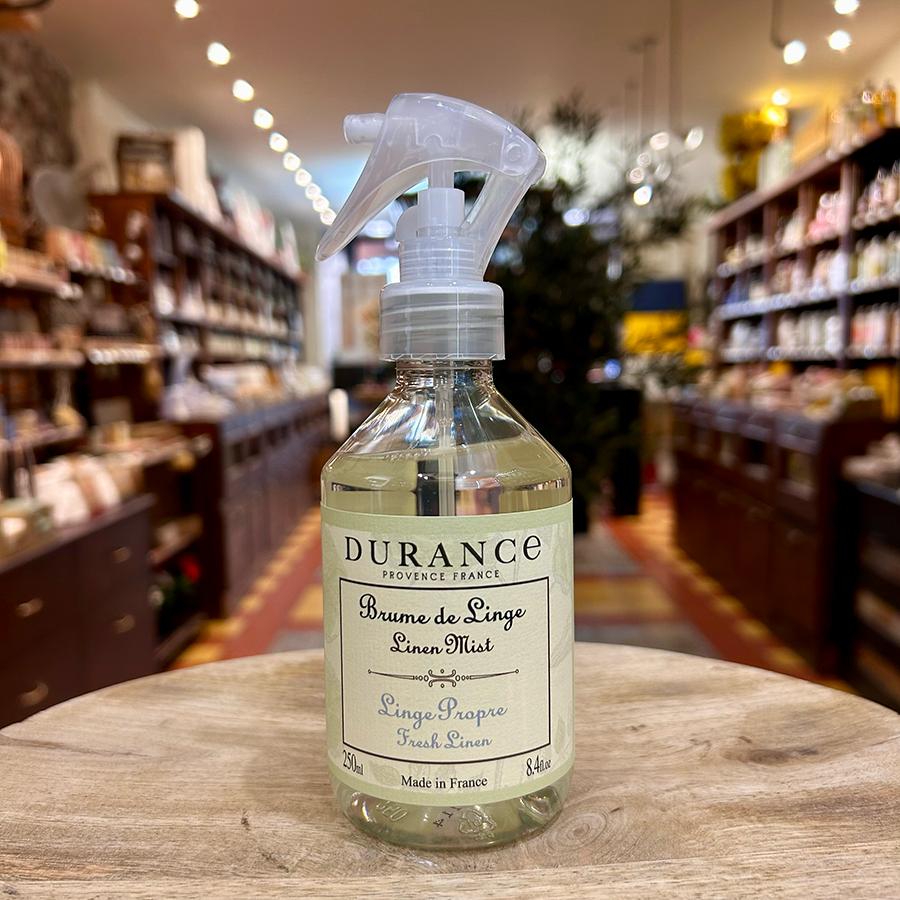 DURANCE
PROVENCE FRANCE
Brume de Linge
Linen Mist
Linge Propre
Fresh Linen
250ml
8.4fl.oz
Made in France